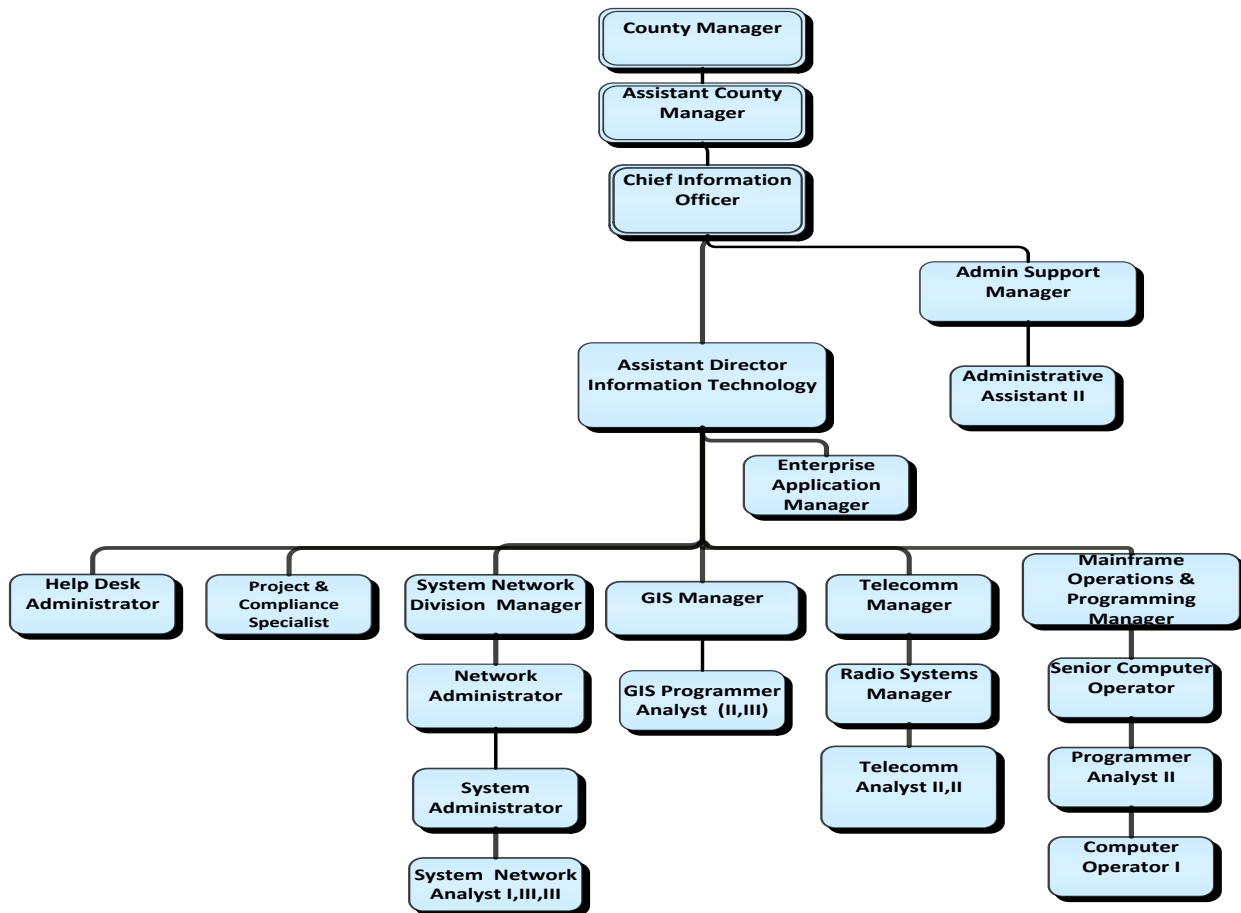 County Manager
Assistant County
Manager
Chief Information
Officer
Admin Support
Manager
Assistant Director
Information Technology
Administrative
Assistant II
Enterprise
Application
Manager
Help Desk
Administrator
Project &
Compliance
Specialist
System Network
Division Manager
GIS Manager
Telecomm
Manager
Mainframe
Operations &
Programming
Manager
Network
Administrator
GIS Programmer
Analyst (II,III)
Radio Systems
Manager
Senior Computer
Operator
System
Administrator
Telecomm
Analyst II,II
Programmer
Analyst II
System Network
Analyst I,III,III
Computer
Operator I